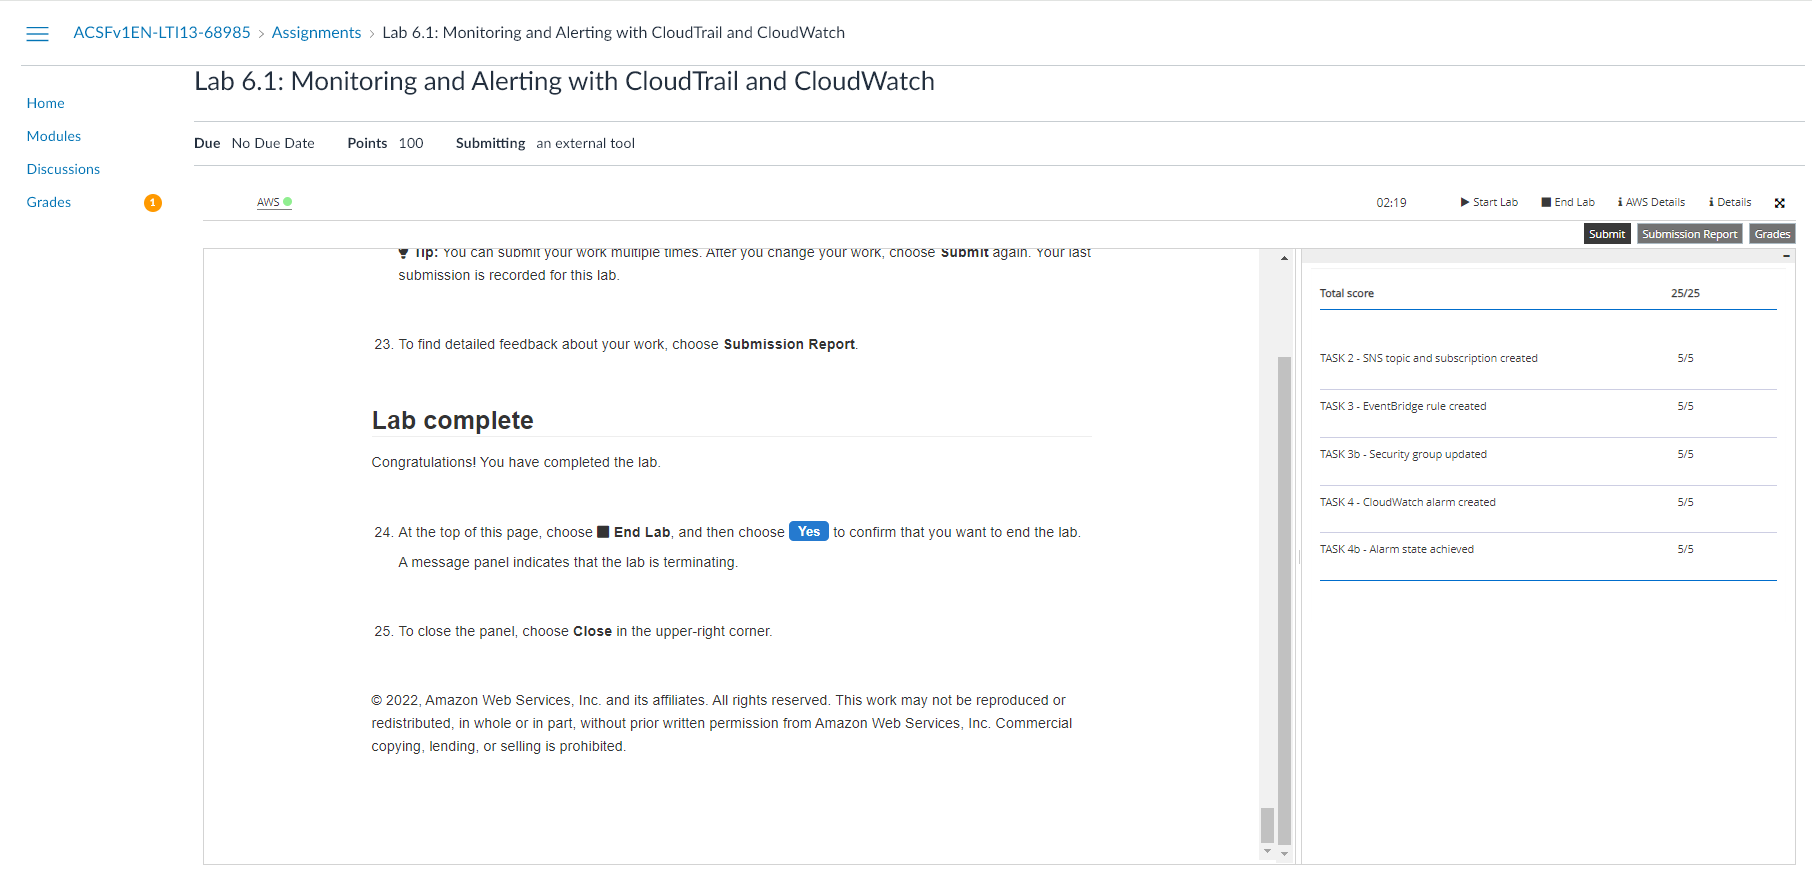 ACSFv1EN-LTI13-68985 › Assignments › Lab 6.1: Monitoring and Alerting with CloudTrail and CloudWatch
Lab 6.1: Monitoring and Alerting with CloudTrail and CloudWatch
Home
Modules
Discussions
Grades 1
Due No Due Date Points 100 Submitting an external tool
AWS 02:19 Start Lab End Lab AWS Details Details
Submit Submission Report Grades
Tip: You can submit your work multiple times. After you change your work, choose Submit again. Your last
submission is recorded for this lab.
23. To find detailed feedback about your work, choose Submission Report.
Lab complete
Congratulations! You have completed the lab.
24. At the top of this page, choose End Lab, and then choose Yes to confirm that you want to end the lab.
A message panel indicates that the lab is terminating.
25. To close the panel, choose Close in the upper-right corner.
© 2022, Amazon Web Services, Inc. and its affiliates. All rights reserved. This work may not be reproduced or
redistributed, in whole or in part, without prior written permission from Amazon Web Services, Inc. Commercial
copying, lending, or selling is prohibited.
Total score 25/25
TASK 2 - SNS topic and subscription created 5/5
TASK 3 - EventBridge rule created 5/5
TASK 3b - Security group updated 5/5
TASK 4 - CloudWatch alarm created 5/5
TASK 4b - Alarm state achieved 5/5